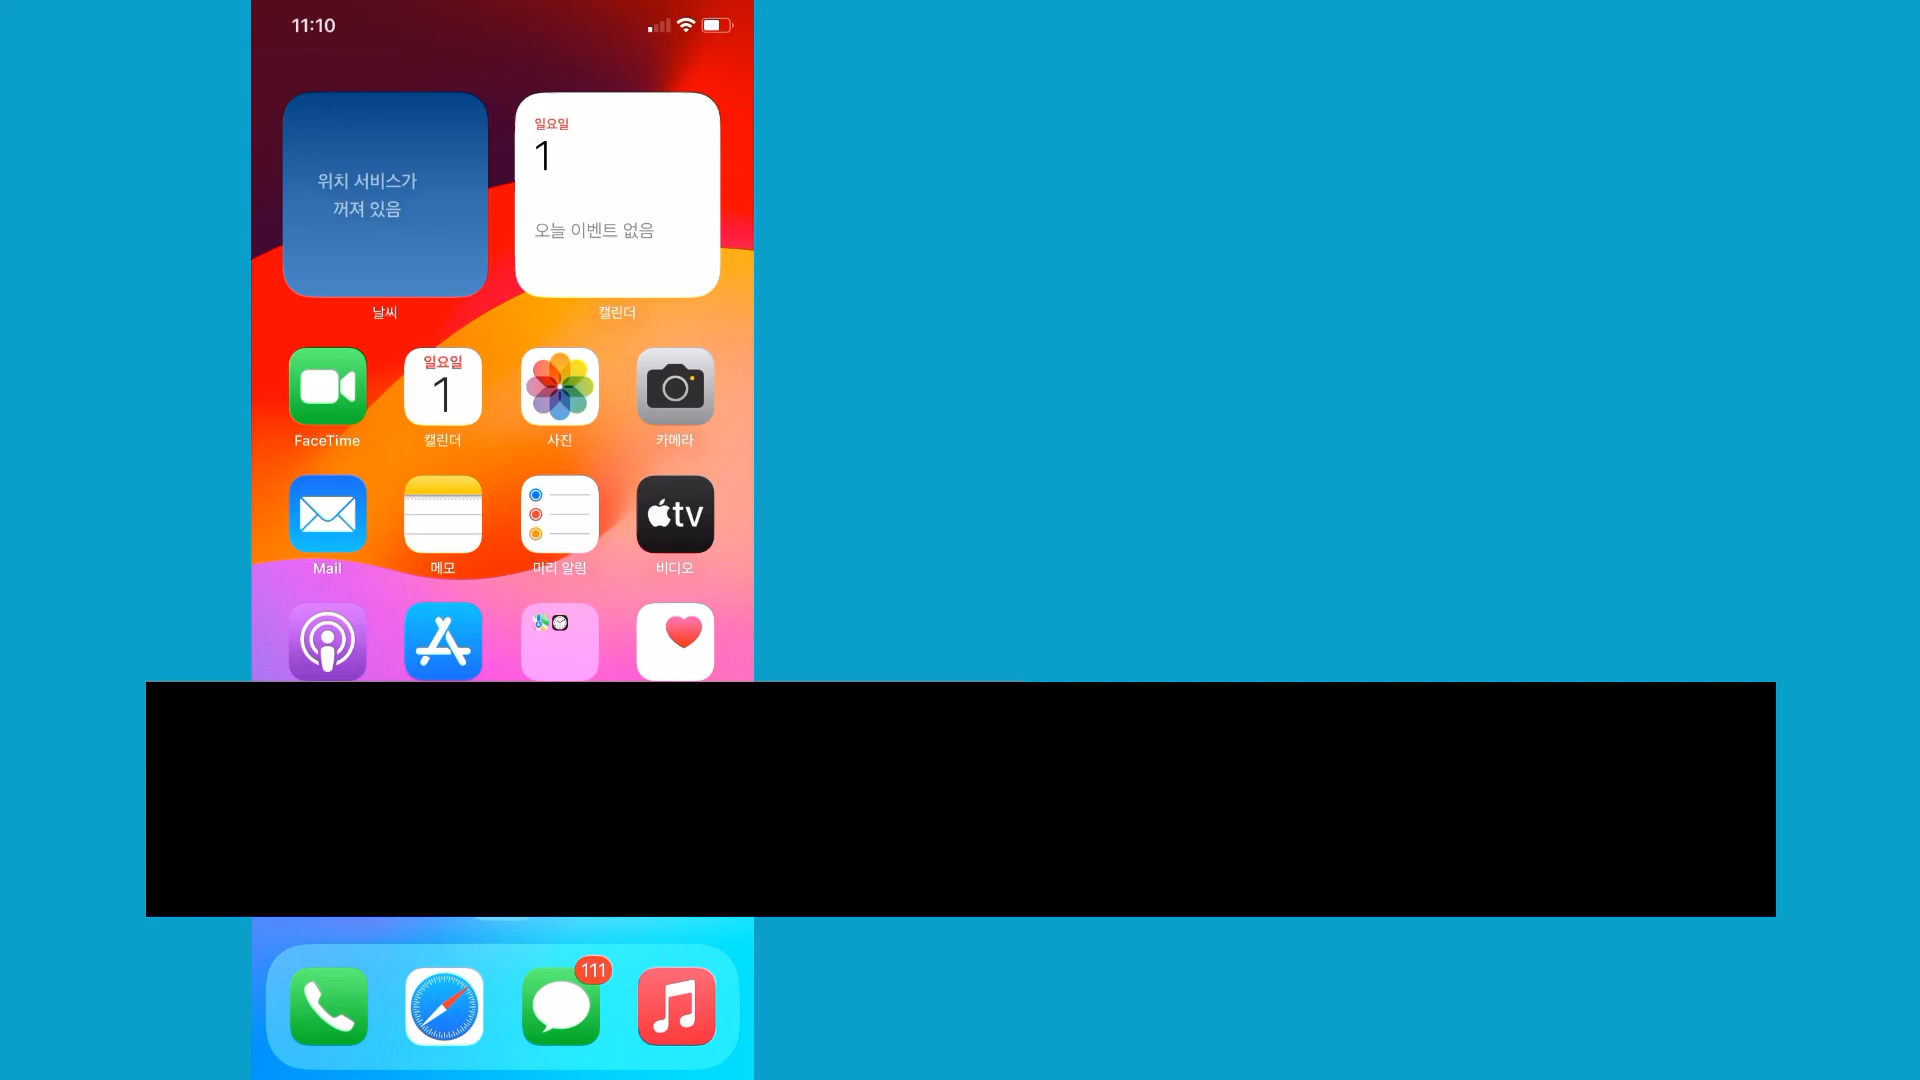 11:10
위치 서비스가
꺼져 있음
날씨
일요일
1
오늘 이벤트 없음
캘린더
FaceTime
일요일
1
캘린더
사진
카메라
Mail
메모
미리 알림
tv
비디오
111